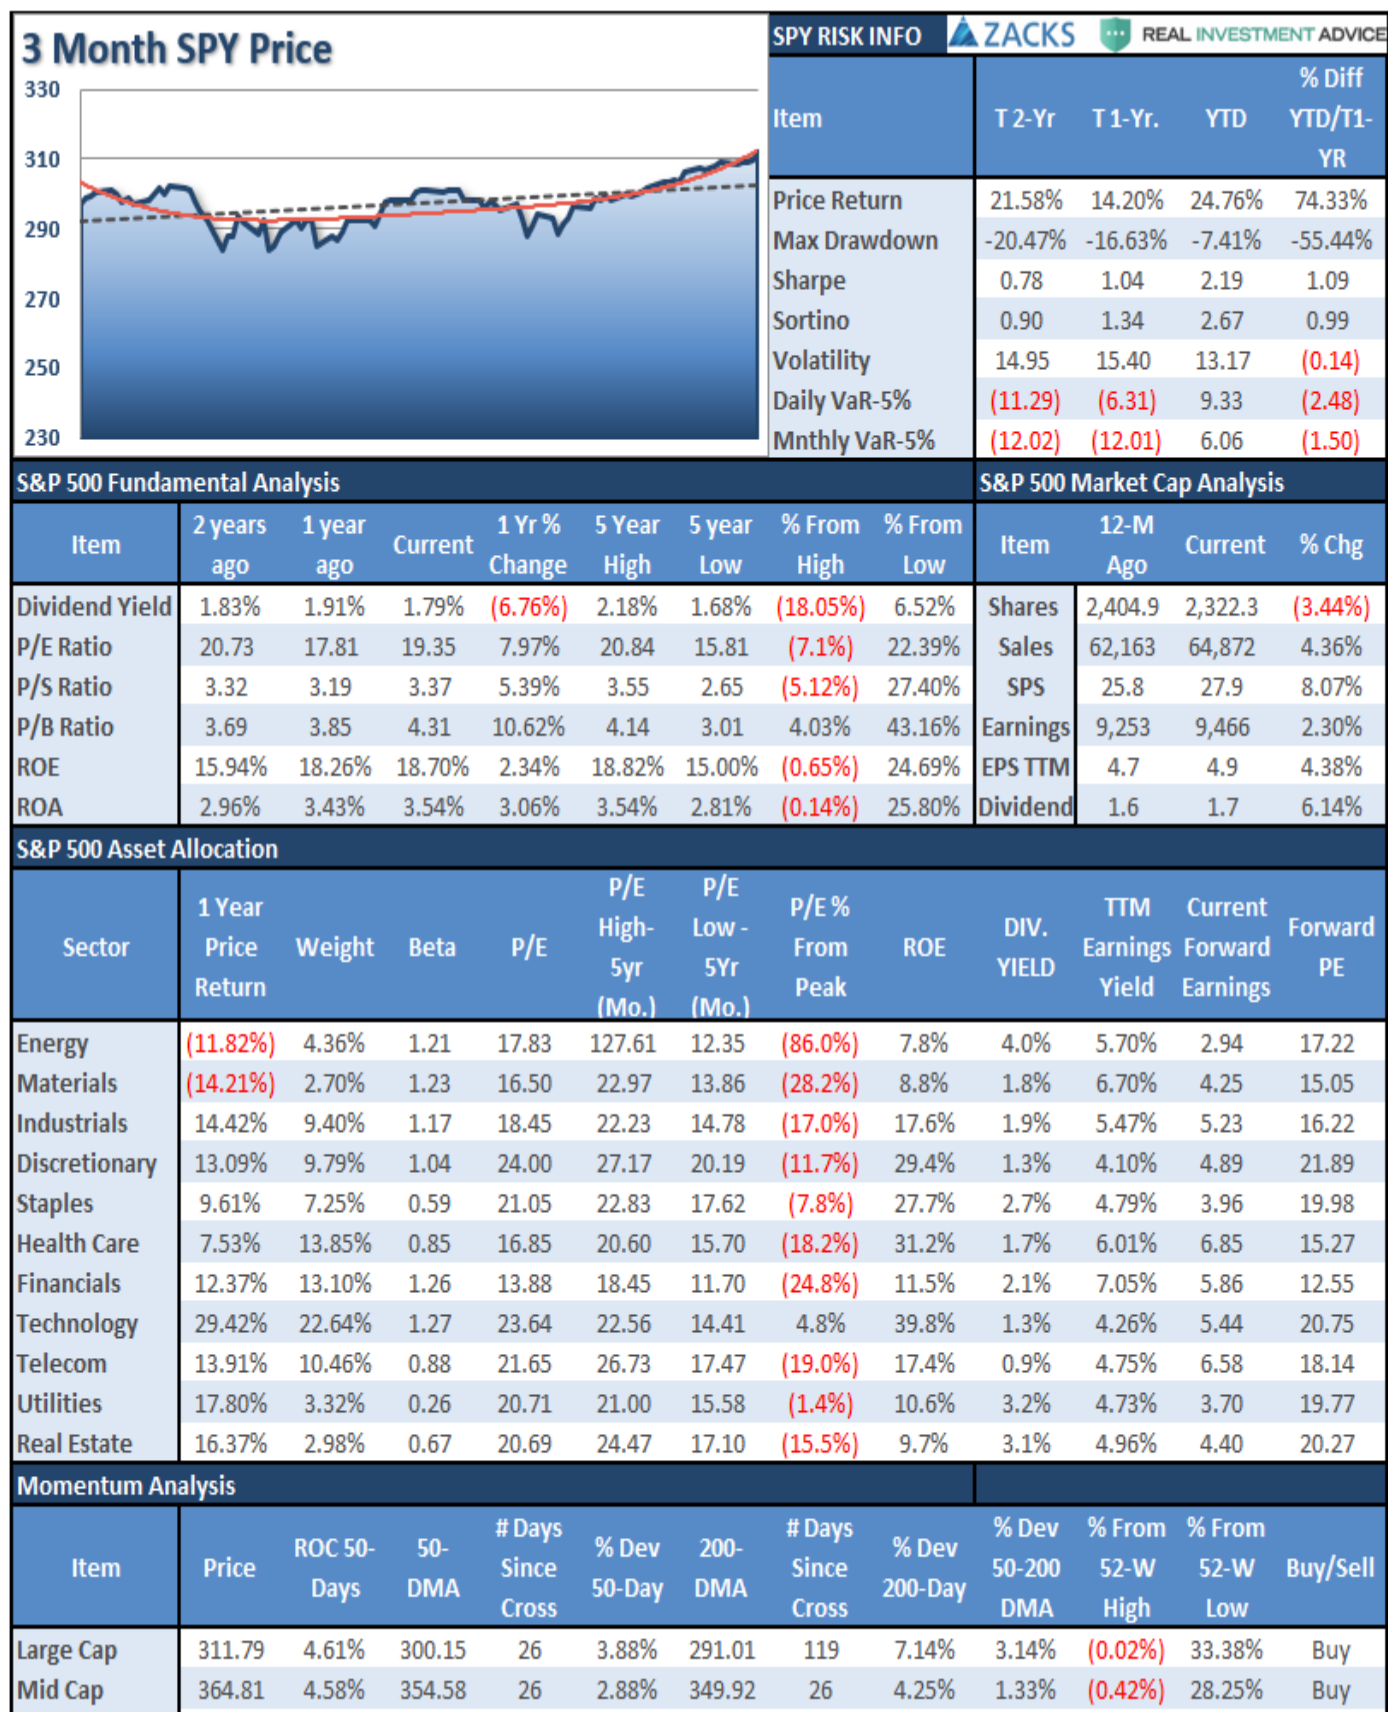 3 Month SPY Price
330
310
290
270
250
230
SPY RISK INFO ZACKS REAL INVESTMENT ADVICE
Item T 2-Yr T 1-Yr. YTD % Diff YTD/T1-YR
Price Return 21.58% 14.20% 24.76% 74.33%
Max Drawdown -20.47% -16.63% -7.41% -55.44%
Sharpe 0.78 1.04 2.19 1.09
Sortino 0.90 1.34 2.67 0.99
Volatility 14.95 15.40 13.17 (0.14)
Daily VaR-5% (11.29) (6.31) 9.33 (2.48)
Mnthly VaR-5% (12.02) (12.01) 6.06 (1.50)
S&P 500 Fundamental Analysis
Item 2 years ago 1 year ago Current 1 Yr % Change 5 Year High 5 year Low % From High % From Low
Dividend Yield 1.83% 1.91% 1.79% (6.76%) 2.18% 1.68% (18.05%) 6.52%
P/E Ratio 20.73 17.81 19.35 7.97% 20.84 15.81 (7.1%) 22.39%
P/S Ratio 3.32 3.19 3.37 5.39% 3.55 2.65 (5.12%) 27.40%
P/B Ratio 3.69 3.85 4.31 10.62% 4.14 3.01 4.03% 43.16%
ROE 15.94% 18.26% 18.70% 2.34% 18.82% 15.00% (0.65%) 24.69%
ROA 2.96% 3.43% 3.54% 3.06% 3.54% 2.81% (0.14%) 25.80%
S&P 500 Market Cap Analysis
Item 12-M Ago Current % Chg
Shares 2,404.9 2,322.3 (3.44%)
Sales 62,163 64,872 4.36%
SPS 25.8 27.9 8.07%
Earnings 9,253 9,466 2.30%
EPS TTM 4.7 4.9 4.38%
Dividend 1.6 1.7 6.14%
S&P 500 Asset Allocation
Sector 1 Year Price Return Weight Beta P/E P/E High-5yr (Mo.) P/E Low - 5Yr (Mo.) P/E % From Peak ROE DIV. YIELD TTM Earnings Yield Current Forward Earnings Forward PE
Energy (11.82%) 4.36% 1.21 17.83 127.61 12.35 (86.0%) 7.8% 4.0% 5.70% 2.94 17.22
Materials (14.21%) 2.70% 1.23 16.50 22.97 13.86 (28.2%) 8.8% 1.8% 6.70% 4.25 15.05
Industrials 14.42% 9.40% 1.17 18.45 22.23 14.78 (17.0%) 17.6% 1.9% 5.47% 5.23 16.22
Discretionary 13.09% 9.79% 1.04 24.00 27.17 20.19 (11.7%) 29.4% 1.3% 4.10% 4.89 21.89
Staples 9.61% 7.25% 0.59 21.05 22.83 17.62 (7.8%) 27.7% 2.7% 4.79% 3.96 19.98
Health Care 7.53% 13.85% 0.85 16.85 20.60 15.70 (18.2%) 31.2% 1.7% 6.01% 6.85 15.27
Financials 12.37% 13.10% 1.26 13.88 18.45 11.70 (24.8%) 11.5% 2.1% 7.05% 5.86 12.55
Technology 29.42% 22.64% 1.27 23.64 22.56 14.41 4.8% 39.8% 1.3% 4.26% 5.44 20.75
Telecom 13.91% 10.46% 0.88 21.65 26.73 17.47 (19.0%) 17.4% 0.9% 4.75% 6.58 18.14
Utilities 17.80% 3.32% 0.26 20.71 21.00 15.58 (1.4%) 10.6% 3.2% 4.73% 3.70 19.77
Real Estate 16.37% 2.98% 0.67 20.69 24.47 17.10 (15.5%) 9.7% 3.1% 4.96% 4.40 20.27
Momentum Analysis
Item Price ROC 50-Days 50-DMA # Days Since Cross % Dev 50-Day 200-DMA # Days Since Cross % Dev 200-Day % Dev 50-200 DMA % From 52-W High % From 52-W Low Buy/Sell
Large Cap 311.79 4.61% 300.15 26 3.88% 291.01 119 7.14% 3.14% (0.02%) 33.38% Buy
Mid Cap 364.81 4.58% 354.58 26 2.88% 349.92 26 4.25% 1.33% (0.42%) 28.25% Buy